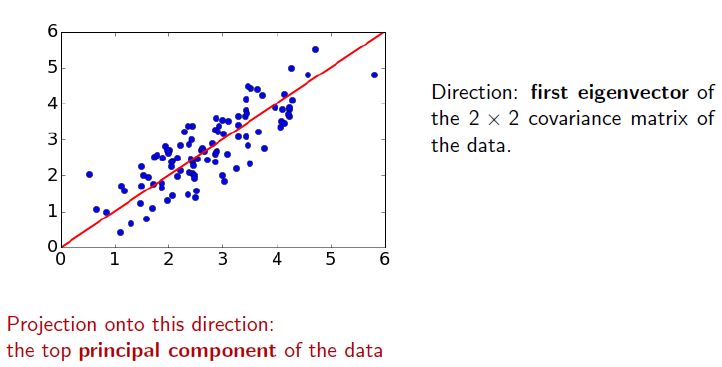 6
5
4
3
2
1
0
0 1 2 3 4 5 6
Direction: first eigenvector of
the 2 × 2 covariance matrix of
the data.
Projection onto this direction:
the top principal component of the data